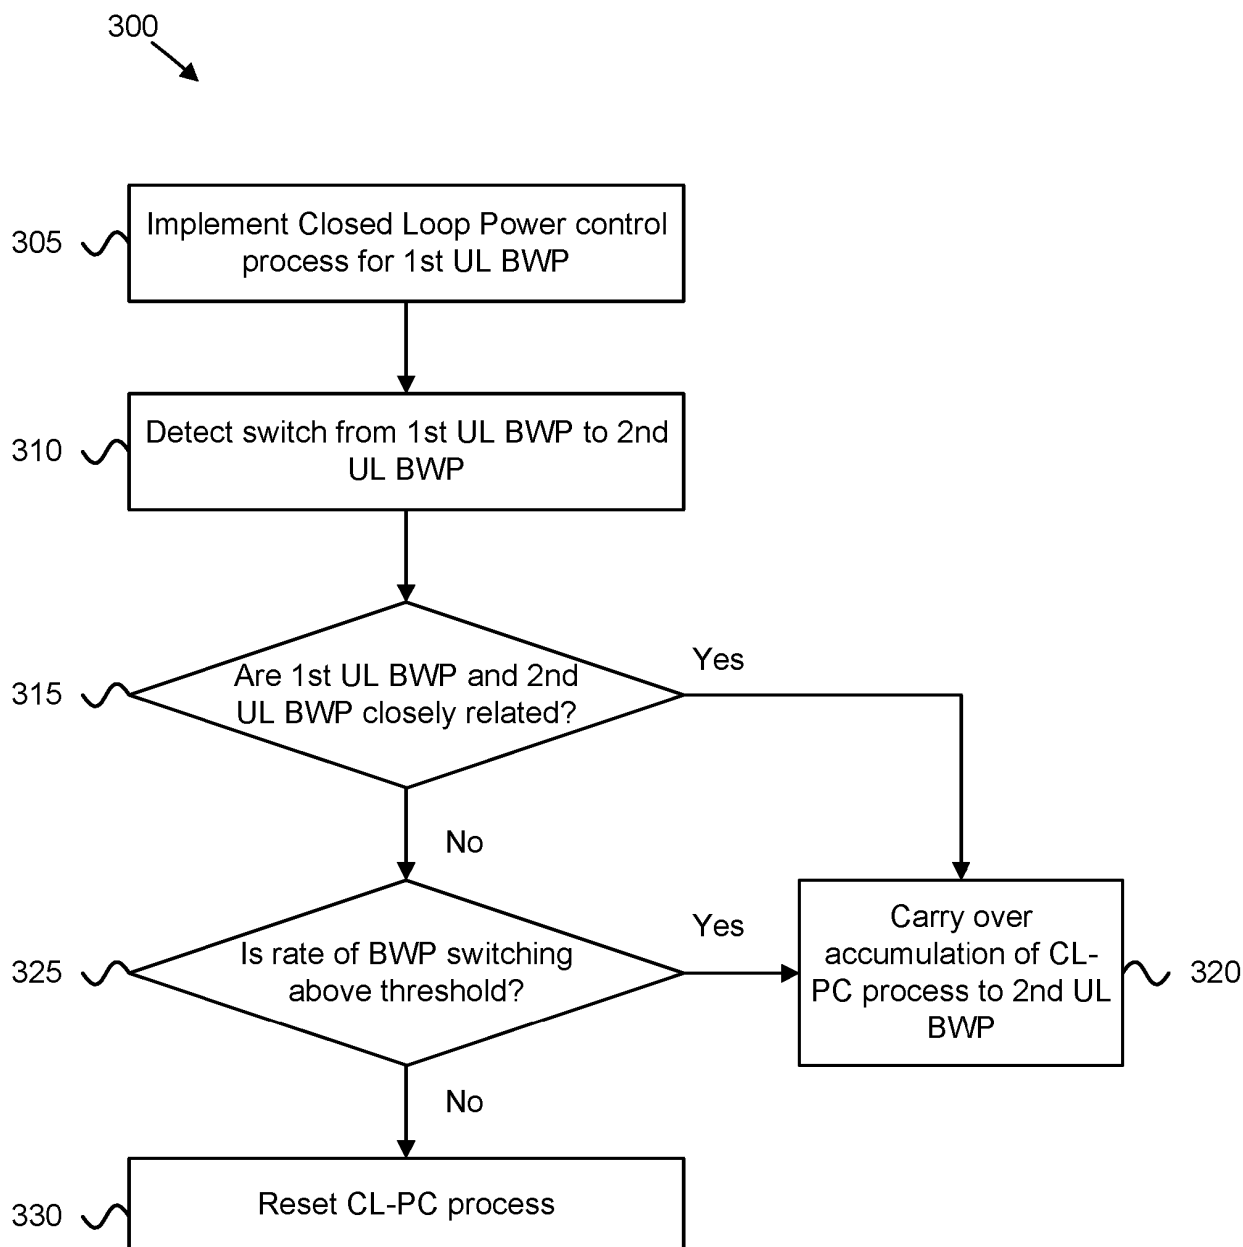 300
305
Implement Closed Loop Power control
process for 1st UL BWP
310
Detect switch from 1st UL BWP to 2nd
UL BWP
315
Are 1st UL BWP and 2nd
UL BWP closely related?
Yes
No
325
Is rate of BWP switching
above threshold?
Yes
Carry over
accumulation of CL-
PC process to 2nd UL
BWP
320
No
330
Reset CL-PC process